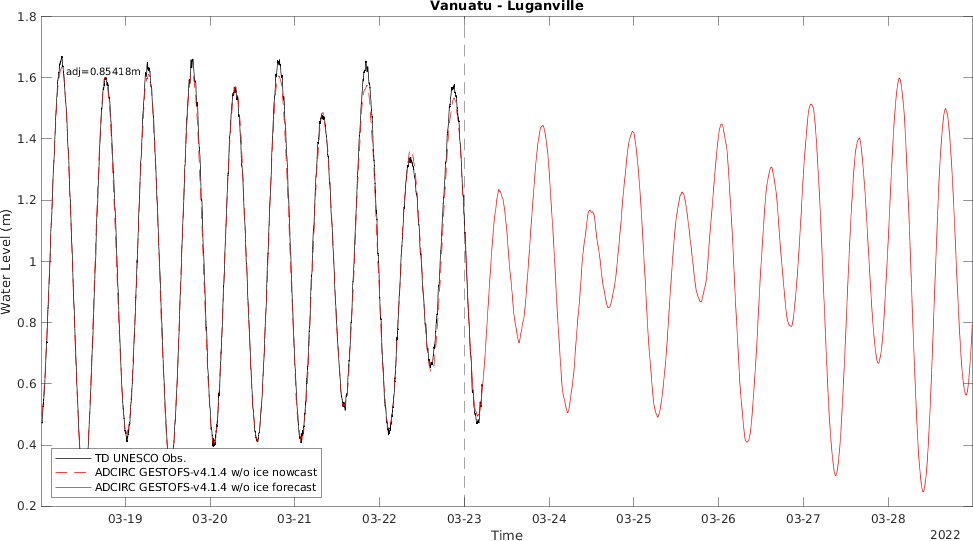 Vanuatu - Luganville
Water Level (m)
1.8
1.6
1.4
1.2
1
0.8
0.6
0.4
0.2
adj=0.85418m
TD UNESCO Obs.
ADCIRC GESTOFS-v4.1.4 w/o ice nowcast
ADCIRC GESTOFS-v4.1.4 w/o ice forecast
03-19 03-20 03-21 03-22 03-23 03-24 03-25 03-26 03-27 03-28
Time
2022